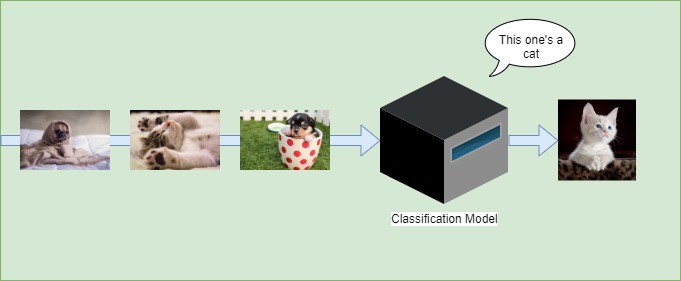 This one's a
cat
Classification Model